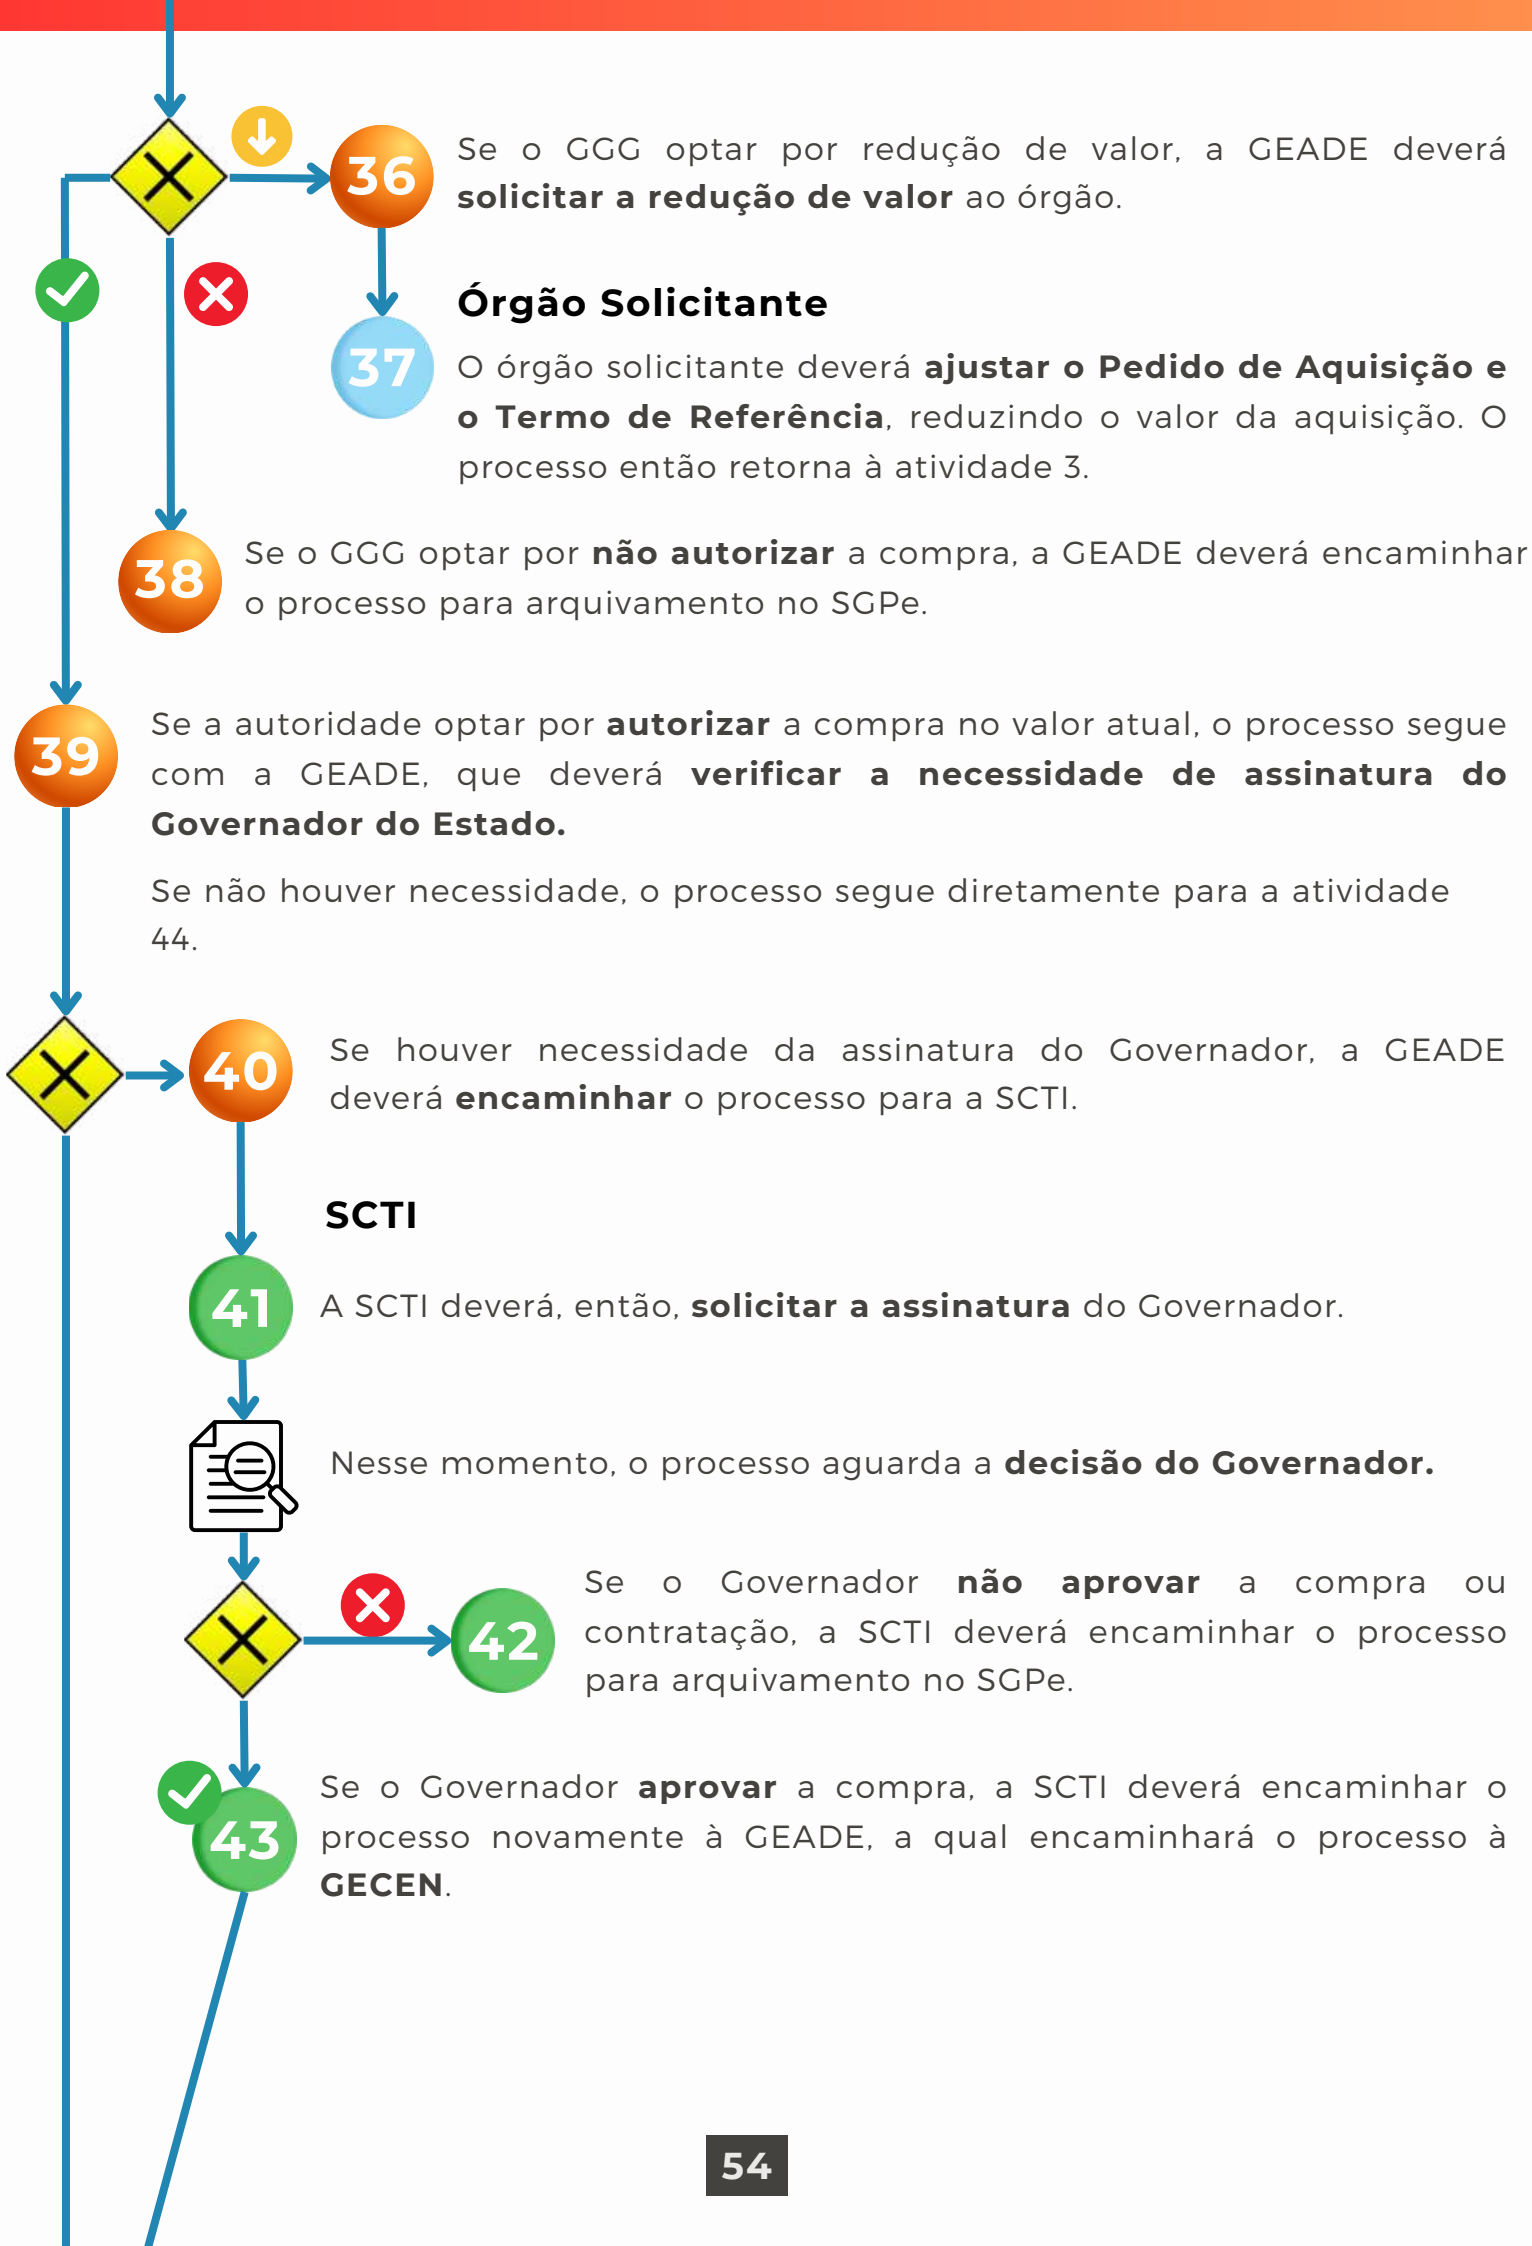 36
Se o GGG optar por redução de valor, a GEADE deverá
solicitar a redução de valor ao órgão.
Órgão Solicitante
37
O órgão solicitante deverá ajustar o Pedido de Aquisição e
o Termo de Referência, reduzindo o valor da aquisição. O
processo então retorna à atividade 3.
38
Se o GGG optar por não autorizar a compra, a GEADE deverá encaminhar
o processo para arquivamento no SGPe.
39
Se a autoridade optar por autorizar a compra no valor atual, o processo segue
com a GEADE, que deverá verificar a necessidade de assinatura do
Governador do Estado.
Se não houver necessidade, o processo segue diretamente para a atividade
44.
40
Se houver necessidade da assinatura do Governador, a GEADE
deverá encaminhar o processo para a SCTI.
SCTI
41
A SCTI deverá, então, solicitar a assinatura do Governador.
Nesse momento, o processo aguarda a decisão do Governador.
42
Se o Governador não aprovar a compra ou
contratação, a SCTI deverá encaminhar o processo
para arquivamento no SGPe.
43
Se o Governador aprovar a compra, a SCTI deverá encaminhar o
processo novamente à GEADE, a qual encaminhará o processo à
GECEN.
54